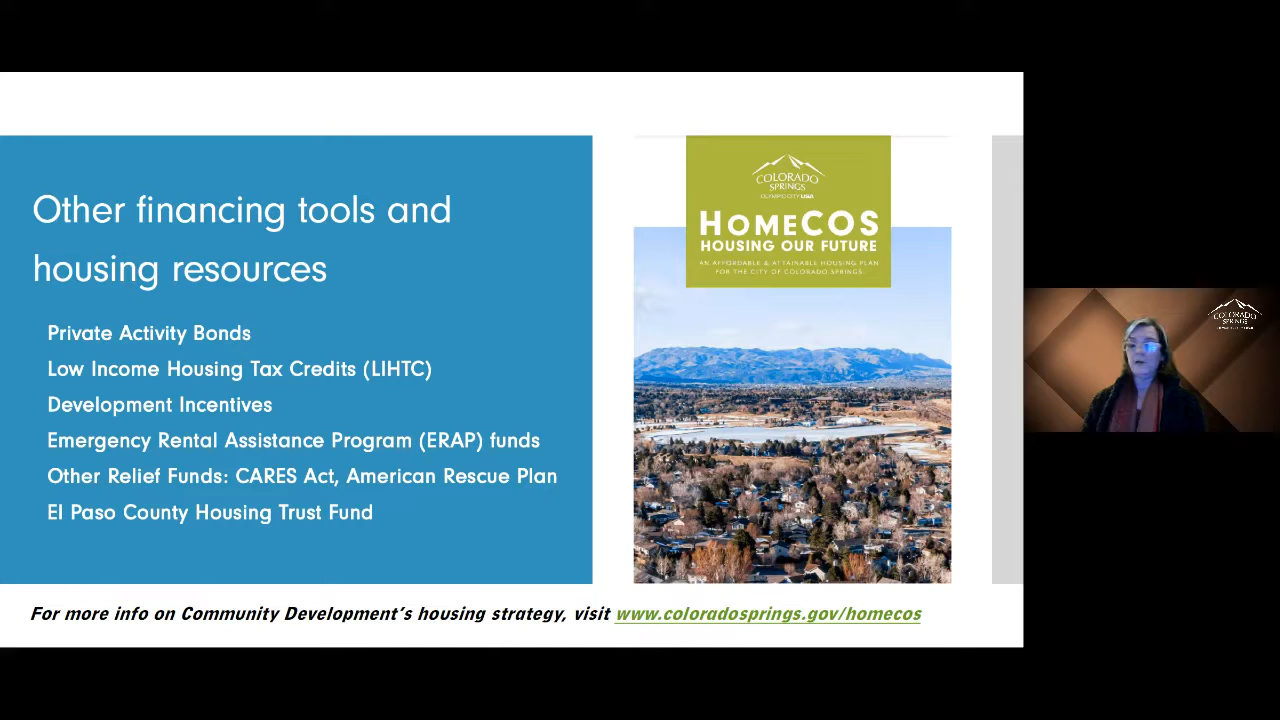 Other financing tools and
housing resources
Private Activity Bonds
Low Income Housing Tax Credits (LIHTC)
Development Incentives
Emergency Rental Assistance Program (ERAP) funds
Other Relief Funds: CARES Act, American Rescue Plan
El Paso County Housing Trust Fund
COLORADO
SPRINGS
OLYMPIC CITY USA
HOMECOS
HOUSING OUR FUTURE
AN AFFORDABLE & ATTAINABLE HOUSING PLAN
FOR THE CITY OF COLORADO SPRINGS
For more info on Community Development's housing strategy, visit www.coloradosprings.gov/homecos
COLORADO
SPRINGS